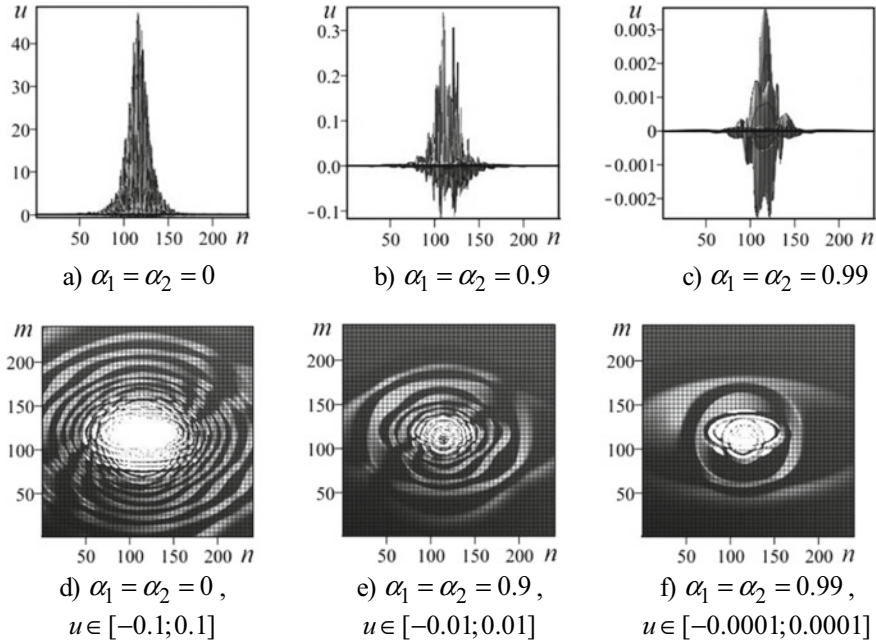 u u u
40 0.3 0.003
30 0.2 0.002
20 0.1 0.001
10 0.0 0
0 −0.1 −0.001
−0.002
50 100 150 200 n 50 100 150 200 n 50 100 150 200 n
a) α₁ = α₂ = 0 b) α₁ = α₂ = 0.9 c) α₁ = α₂ = 0.99
m m m
200 200 200
150 150 150
100 100 100
50 50 50
50 100 150 200 n 50 100 150 200 n 50 100 150 200 n
d) α₁ = α₂ = 0 , e) α₁ = α₂ = 0.9 , f) α₁ = α₂ = 0.99,
u ∈ [−0.1; 0.1] u ∈ [−0.01; 0.01] u ∈ [−0.0001; 0.0001]